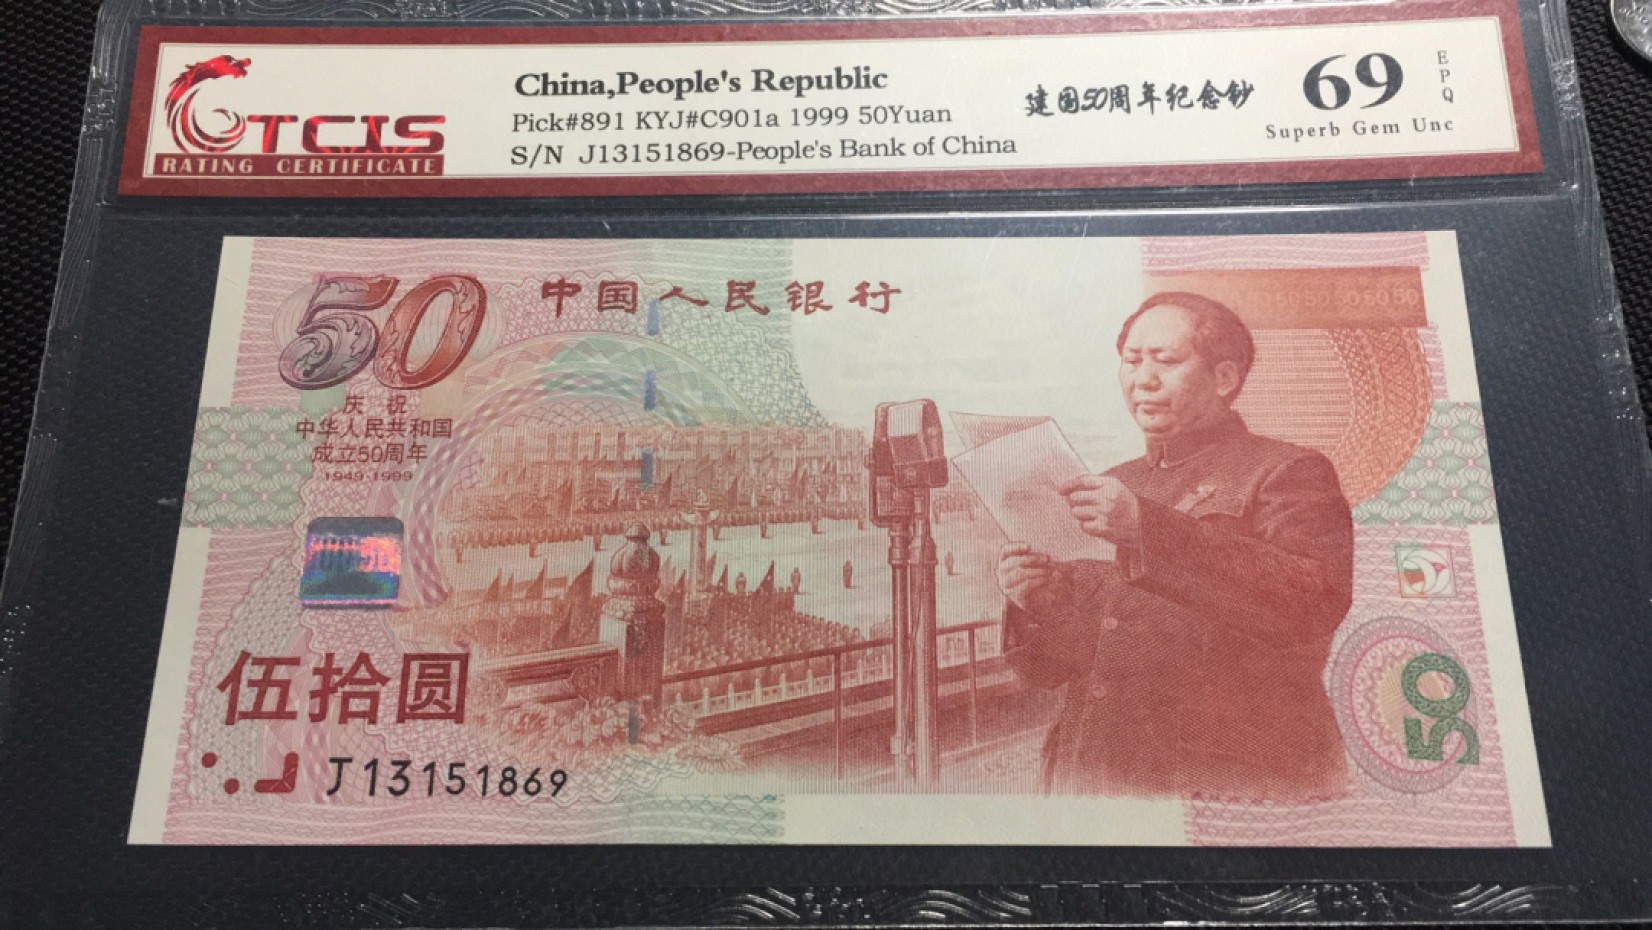 TCIS
RATING CERTIFICATE
China,People's Republic
Pick#891 KYJ#C901a 1999 50Yuan
S/N J13151869-People's Bank of China
建国50周年纪念钞
69
EPQ
Superb Gem Unc
50
中国人民银行
庆祝
中华人民共和国
成立50周年
1949-1999
伍拾圆
J13151869
50 50 50
50